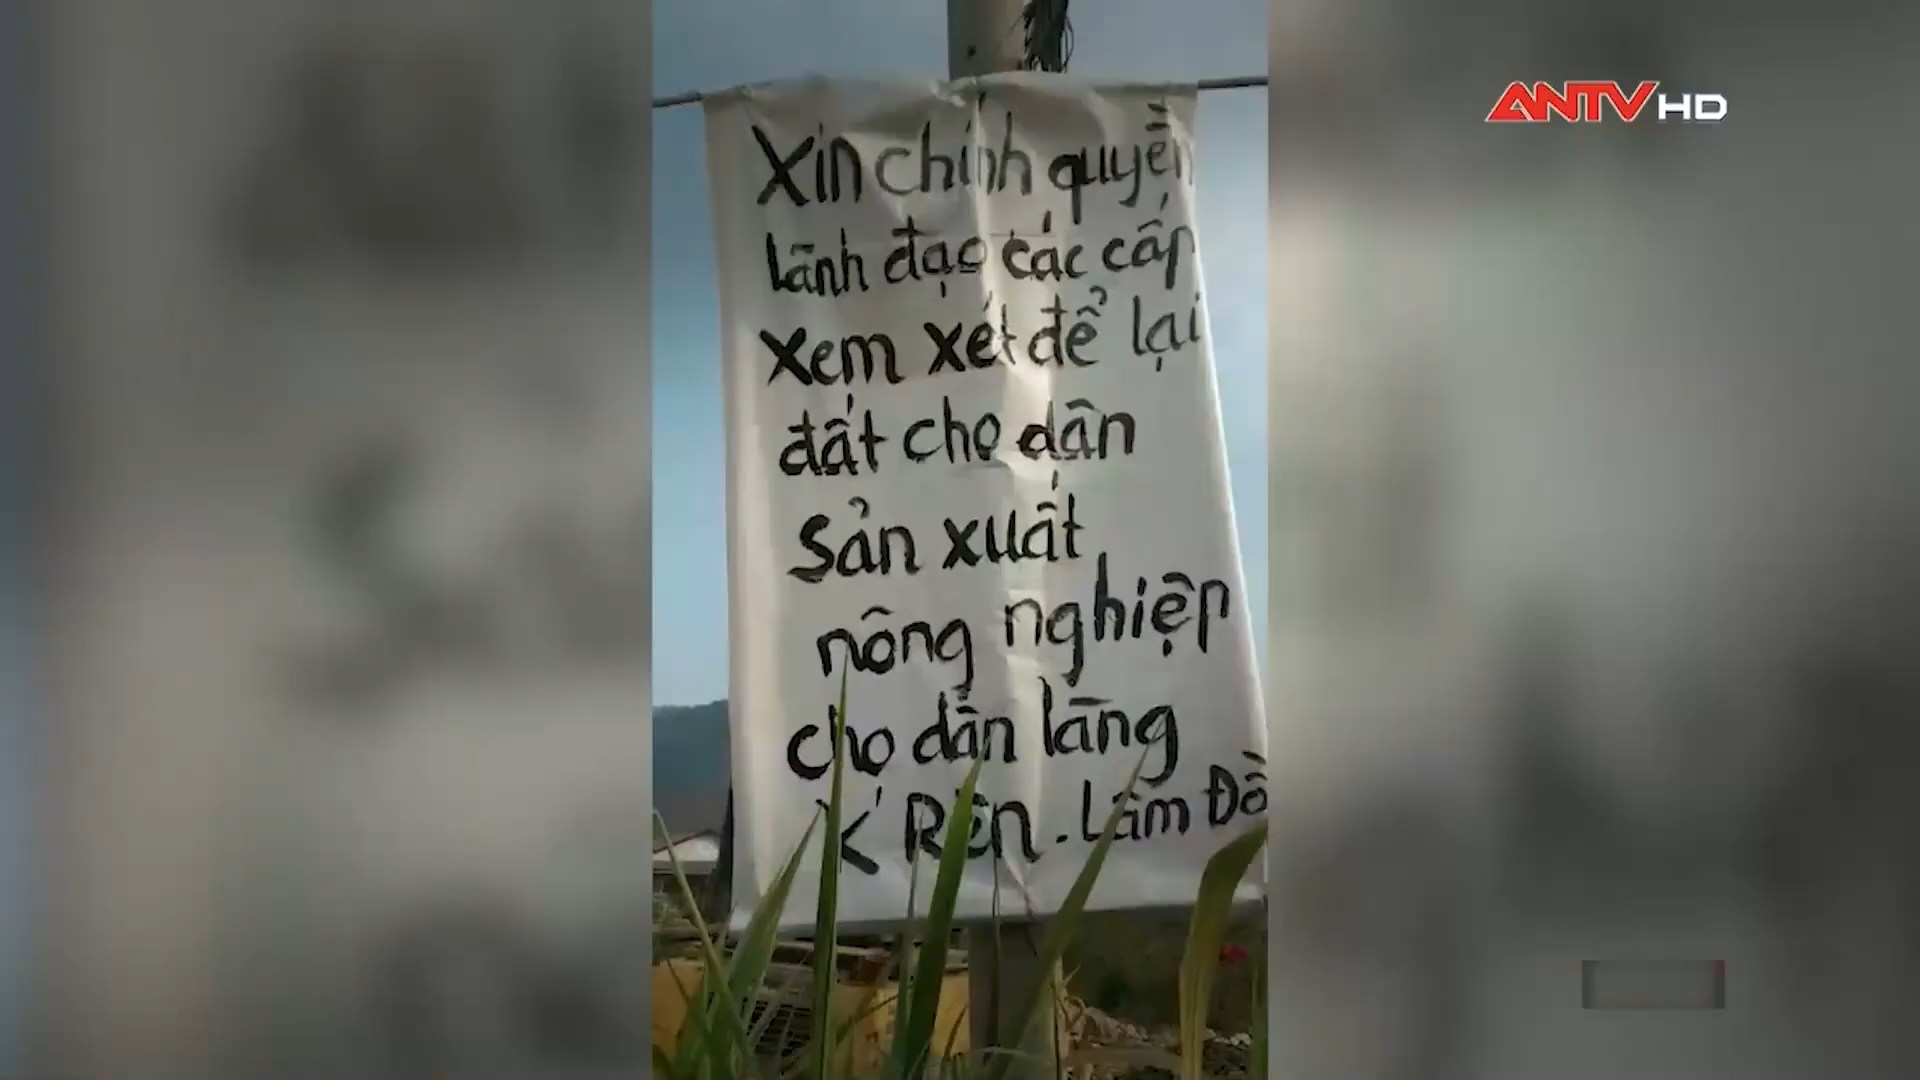 ANTV HD
Xin chính quyền
lãnh đạo các cấp
xem xét để lại
đất cho dân
sản xuất
nông nghiệp
cho dân làng
K' Rèn. Lâm Đồ